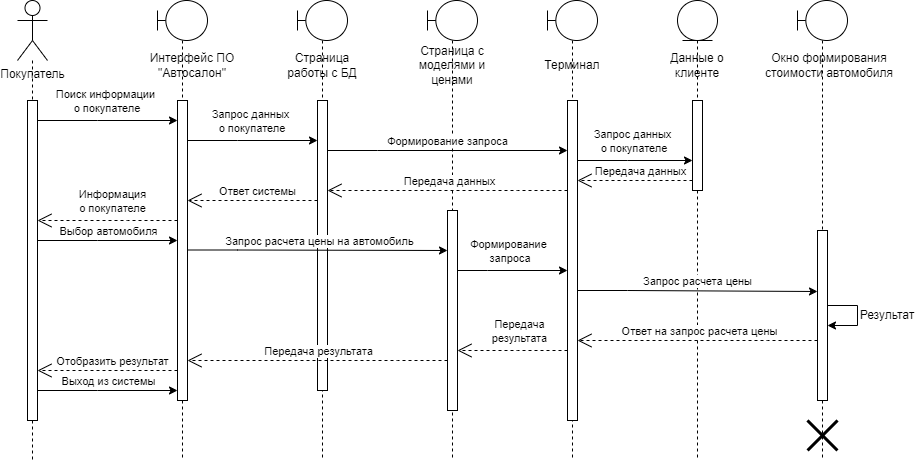 Покупатель
Интерфейс ПО
"Автосалон"
Страница
работы с БД
Страница с
моделями и
ценами
Терминал
Данные о
клиенте
Окно формирования
стоимости автомобиля
Поиск информации
о покупателе
Запрос данных
о покупателе
Формирование запроса
Запрос данных
о покупателе
Передача данных
Передача данных
Ответ системы
Информация
о покупателе
Выбор автомобиля
Запрос расчета цены на автомобиль
Формирование
запроса
Запрос расчета цены
Результат
Ответ на запрос расчета цены
Передача
результата
Передача результата
Отобразить результат
Выход из системы